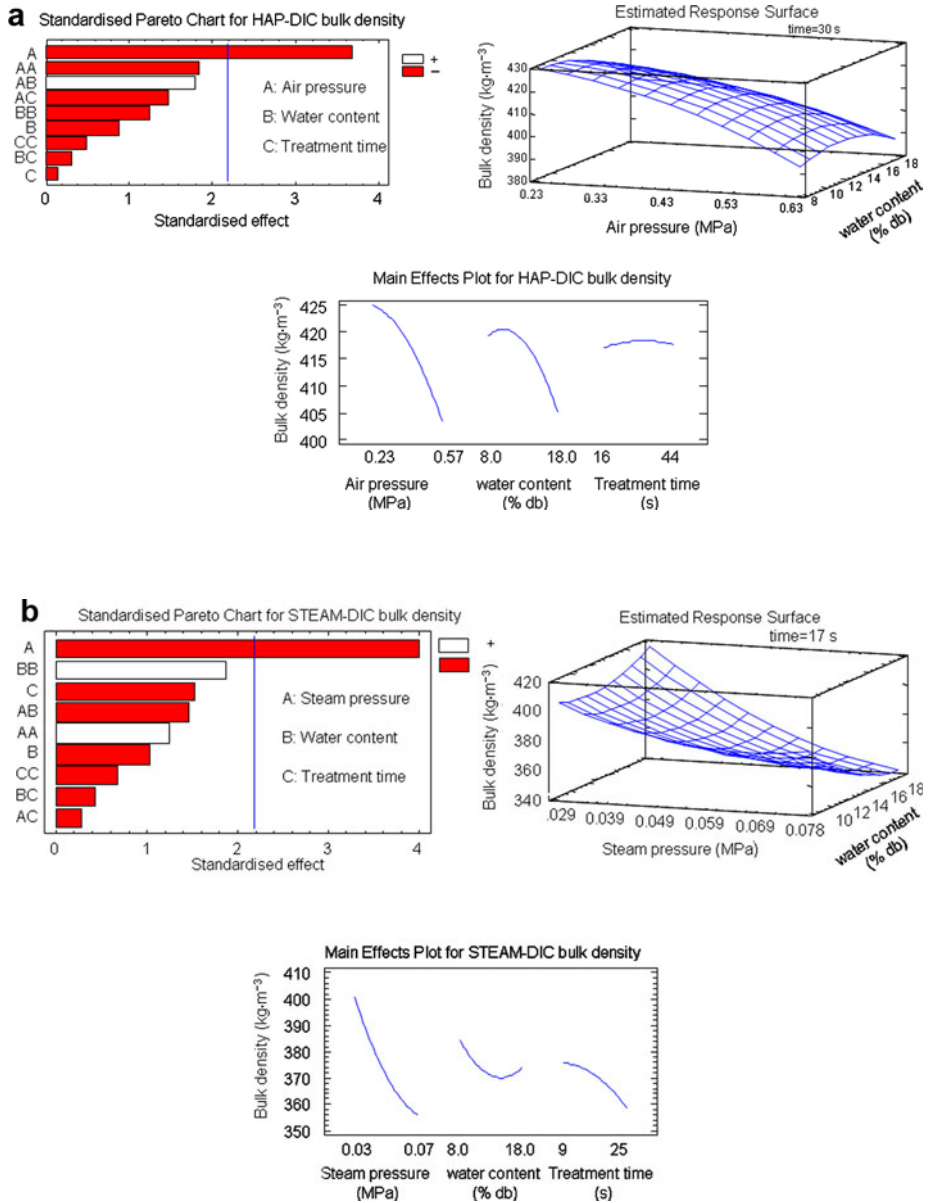 a
Standardised Pareto Chart for HAP-DIC bulk density
A
AA
AB
AC
BB
B
CC
BC
C
A: Air pressure
B: Water content
C: Treatment time
0 1 2 3 4
Standardised effect
+
−
Estimated Response Surface
time=30 s
Bulk density (kg·m-3)
430
420
410
400
390
380
0.23 0.33 0.43 0.53 0.63
Air pressure (MPa)
8 10 12 14 16 18
water content
(% db)
Main Effects Plot for HAP-DIC bulk density
Bulk density (kg·m-3)
425
420
415
410
405
400
0.23 0.57 8.0 18.0 16 44
Air pressure water content Treatment time
(MPa) (% db) (s)
b
Standardised Pareto Chart for STEAM-DIC bulk density
A
BB
C
AB
AA
B
CC
BC
AC
A: Steam pressure
B: Water content
C: Treatment time
0 1 2 3 4
Standardised effect
+
Estimated Response Surface
time=17 s
Bulk density (kg·m-3)
420
400
380
360
340
.029 0.039 0.049 0.059 0.069 0.078
Steam pressure (MPa)
10 12 14 16 18
water content
(% db)
Main Effects Plot for STEAM-DIC bulk density
Bulk density (kg·m-3)
410
400
390
380
370
360
350
0.03 0.07 8.0 18.0 9 25
Steam pressure water content Treatment time
(MPa) (% db) (s)